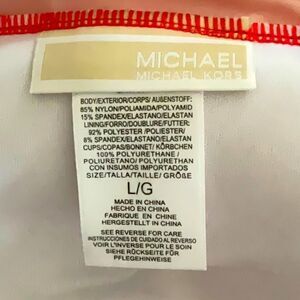 MICHAEL
MICHAEL KORS
BODY/EXTERIOR/CORPS/ AUßENSTOFF:
85% NYLON/POLIAMIDA/POLYAMID
15% SPANDEX/ELASTANO/ELASTAN
LINING/FORRO/DOUBLURE/FUTTER:
92% POLYESTER /POLIESTER/
8% SPANDEX/ELASTANO/ELASTAN
CUPS/COPAS/BONNET/ KÖRBCHEN
100% POLYURETHANE /
POLIURETANO/ POLYURETHAN
CON INSUMOS IMPORTADOS
SIZE/TALLA/TAILLE/ GRÖßE
L/G
MADE IN CHINA
HECHO EN CHINA
FABRIQUE EN CHINE
HERGESTELLT IN CHINA
SEE REVERSE FOR CARE
INSTRUCCIONES DE CUIDADO AL REVERSO
VOIR L'INVERSE POUR LE SOIN
SIEHE RÜCKSEITE FÜR
PFLEGEHINWEISE